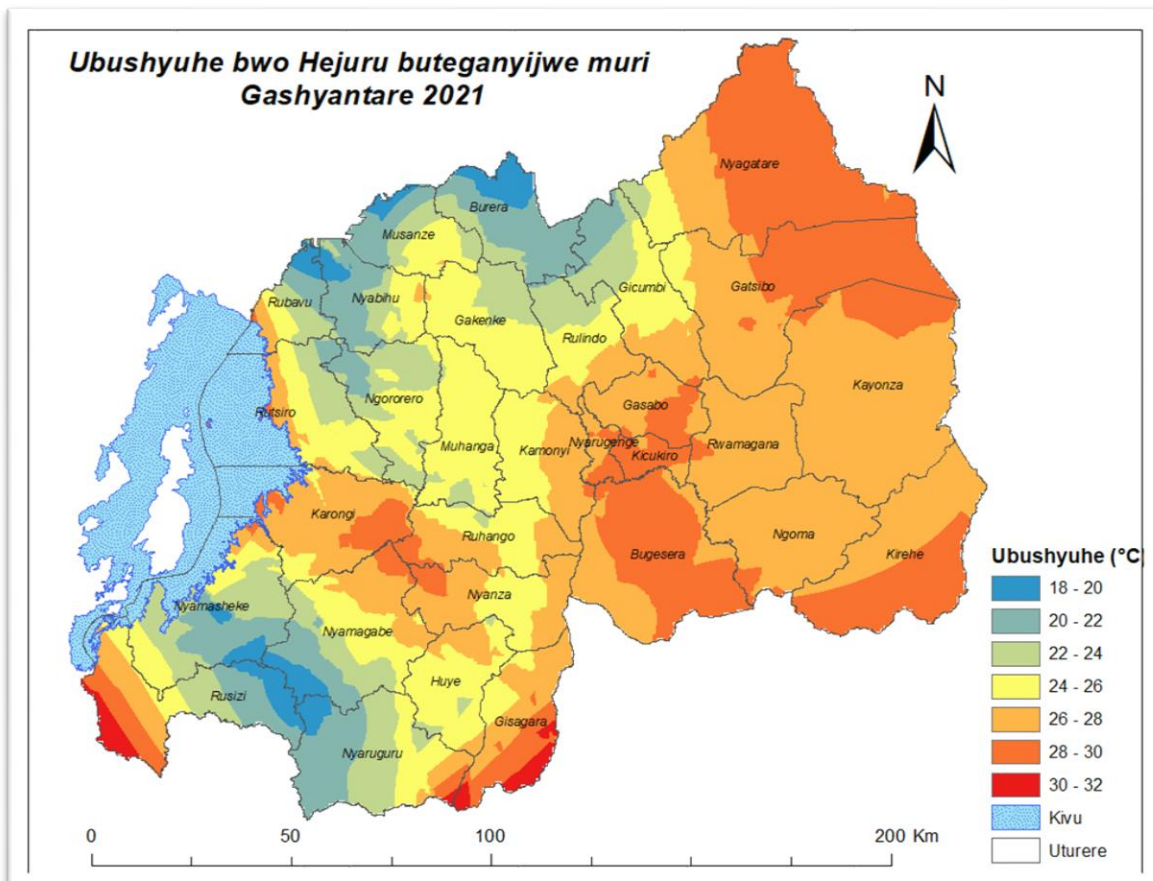 Ubushyuhe bwo Hejuru buteganyijwe muri
Gashyantare 2021
N
Nyagatare
Burera
Musanze
Gicumbi
Gatsibo
Rubavu
Nyabihu
Gakenke
Rulindo
Kayonza
Ngororero
Rutsiro
Gasabo
Muhanga
Kamonyi
Nyarugenge
Rwamagana
Kicukiro
Karongi
Ruhango
Bugesera
Ngoma
Kirehe
Nyamasheke
Nyanza
Nyamagabe
Huye
Rusizi
Gisagara
Nyaruguru
Ubushyuhe (°C)
18 - 20
20 - 22
22 - 24
24 - 26
26 - 28
28 - 30
30 - 32
Kivu
Uturere
0 50 100 200 Km